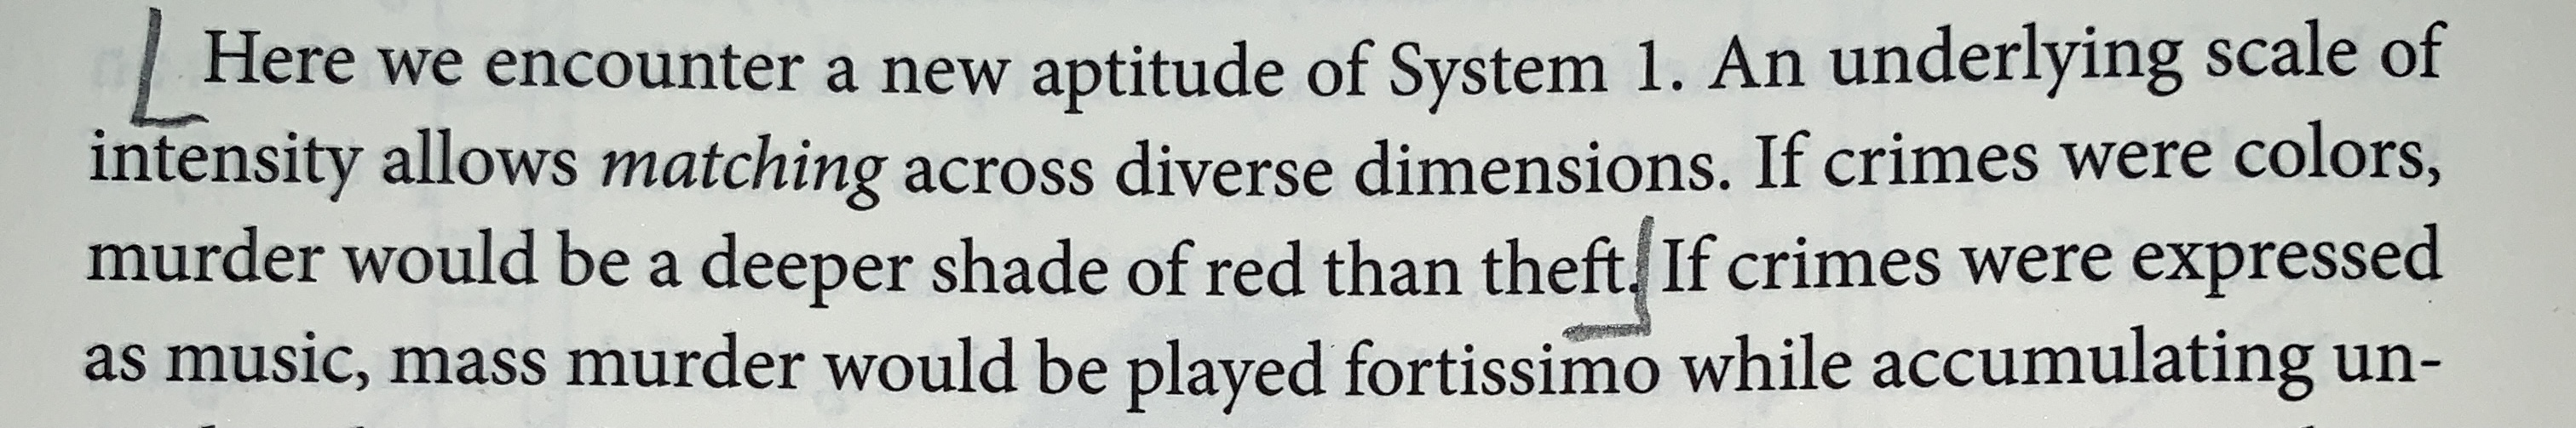 Here we encounter a new aptitude of System 1. An underlying scale of
intensity allows matching across diverse dimensions. If crimes were colors,
murder would be a deeper shade of red than theft. If crimes were expressed
as music, mass murder would be played fortissimo while accumulating un-